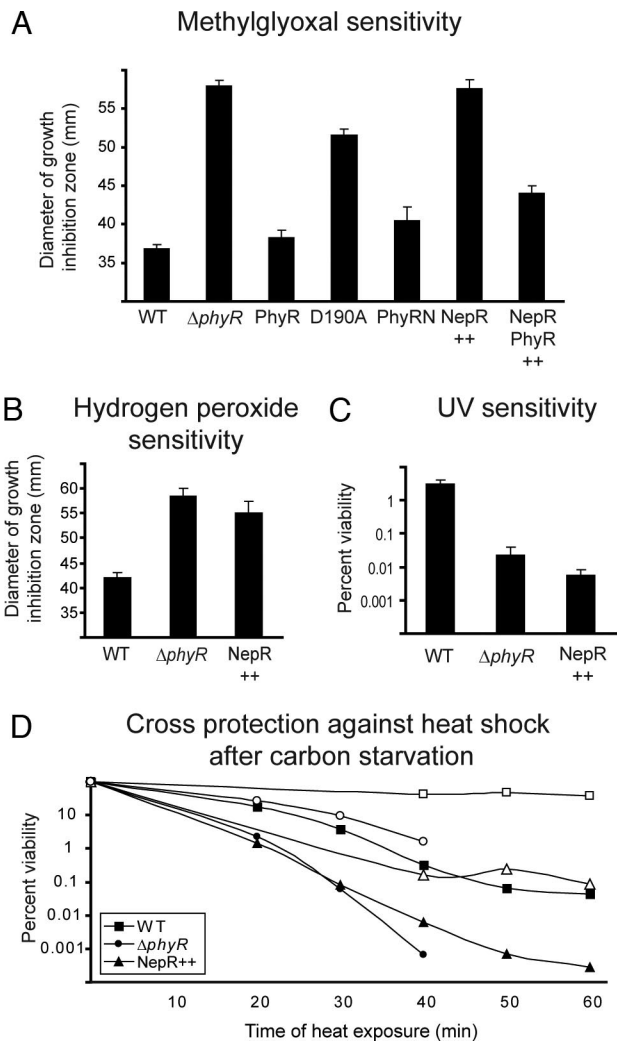 A
Methylglyoxal sensitivity
Diameter of growth
inhibition zone (mm)
55
45
40
35
WT
ΔphyR
PhyR
D190A
PhyRN
NepR
++
NepR
PhyR
++
B
Hydrogen peroxide
sensitivity
Diameter of growth
inhibition zone (mm)
60
55
45
40
35
WT
ΔphyR
NepR
++
C
UV sensitivity
Percent viability
1
0.1
0.01
0.001
WT
ΔphyR
NepR
++
D
Cross protection against heat shock
after carbon starvation
Percent viability
10
1
0.1
0.01
0.001
WT
ΔphyR
NepR++
10 20 30 40 50 60
Time of heat exposure (min)